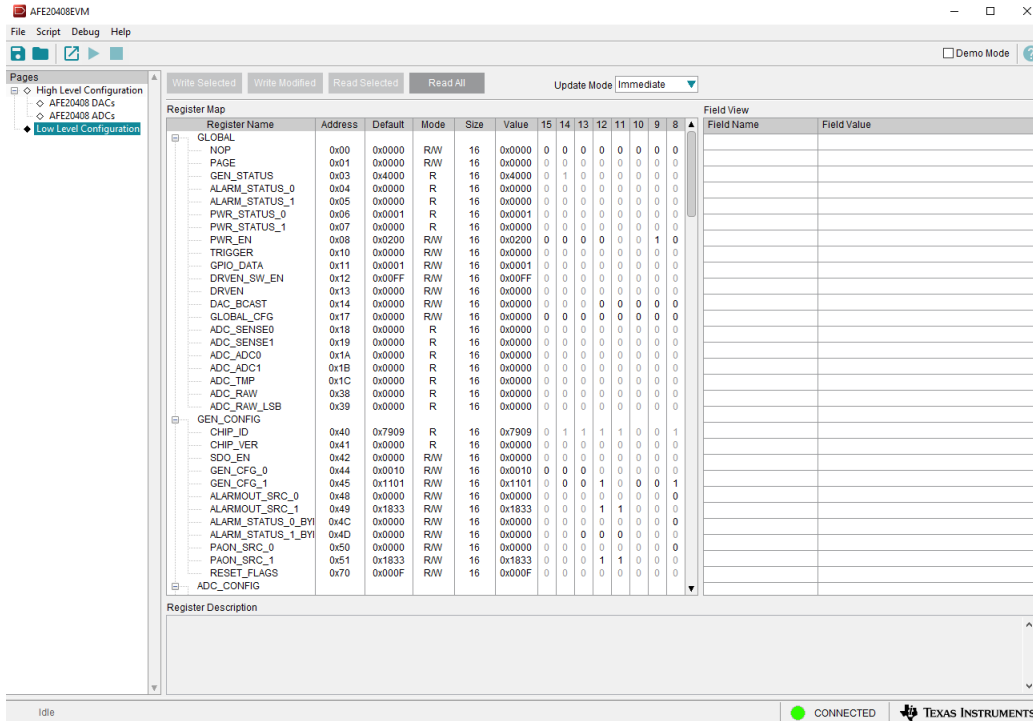 AFE20408EVM
File Script Debug Help
Demo Mode
Pages
High Level Configuration
AFE20408 DACs
AFE20408 ADCs
Low Level Configuration
Write Selected Write Modified Read Selected Read All Update Mode Immediate
Register Map
Register Name Address Default Mode Size Value 15 14 13 12 11 10 9 8
GLOBAL
NOP 0x00 0x0000 R/W 16 0x0000 0 0 0 0 0 0 0 0
PAGE 0x01 0x0000 R/W 16 0x0000 0 0 0 0 0 0 0 0
GEN_STATUS 0x03 0x4000 R 16 0x4000 0 1 0 0 0 0 0 0
ALARM_STATUS_0 0x04 0x0000 R 16 0x0000 0 0 0 0 0 0 0 0
ALARM_STATUS_1 0x05 0x0000 R 16 0x0000 0 0 0 0 0 0 0 0
PWR_STATUS_0 0x06 0x0001 R 16 0x0001 0 0 0 0 0 0 0 0
PWR_STATUS_1 0x07 0x0000 R 16 0x0000 0 0 0 0 0 0 0 0
PWR_EN 0x08 0x0200 R/W 16 0x0200 0 0 0 0 0 0 1 0
TRIGGER 0x10 0x0000 R/W 16 0x0000 0 0 0 0 0 0 0 0
GPIO_DATA 0x11 0x0001 R/W 16 0x0001 0 0 0 0 0 0 0 0
DRVEN_SW_EN 0x12 0x00FF R/W 16 0x00FF 0 0 0 0 0 0 0 0
DRVEN 0x13 0x0000 R/W 16 0x0000 0 0 0 0 0 0 0 0
DAC_BCAST 0x14 0x0000 R/W 16 0x0000 0 0 0 0 0 0 0 0
GLOBAL_CFG 0x17 0x0000 R/W 16 0x0000 0 0 0 0 0 0 0 0
ADC_SENSE0 0x18 0x0000 R 16 0x0000 0 0 0 0 0 0 0 0
ADC_SENSE1 0x19 0x0000 R 16 0x0000 0 0 0 0 0 0 0 0
ADC_ADC0 0x1A 0x0000 R 16 0x0000 0 0 0 0 0 0 0 0
ADC_ADC1 0x1B 0x0000 R 16 0x0000 0 0 0 0 0 0 0 0
ADC_TMP 0x1C 0x0000 R 16 0x0000 0 0 0 0 0 0 0 0
ADC_RAW 0x38 0x0000 R 16 0x0000 0 0 0 0 0 0 0 0
ADC_RAW_LSB 0x39 0x0000 R 16 0x0000 0 0 0 0 0 0 0 0
GEN_CONFIG
CHIP_ID 0x40 0x7909 R 16 0x7909 0 1 1 1 1 0 0 1
CHIP_VER 0x41 0x0000 R 16 0x0000 0 0 0 0 0 0 0 0
SDO_EN 0x42 0x0000 R/W 16 0x0000 0 0 0 0 0 0 0 0
GEN_CFG_0 0x44 0x0010 R/W 16 0x0010 0 0 0 0 0 0 0 0
GEN_CFG_1 0x45 0x1101 R/W 16 0x1101 0 0 0 1 0 0 0 1
ALARMOUT_SRC_0 0x48 0x0000 R/W 16 0x0000 0 0 0 0 0 0 0 0
ALARMOUT_SRC_1 0x49 0x1833 R/W 16 0x1833 0 0 0 1 1 0 0 0
ALARM_STATUS_0_BYI 0x4C 0x0000 R/W 16 0x0000 0 0 0 0 0 0 0 0
ALARM_STATUS_1_BYI 0x4D 0x0000 R/W 16 0x0000 0 0 0 0 0 0 0 0
PAON_SRC_0 0x50 0x0000 R/W 16 0x0000 0 0 0 0 0 0 0 0
PAON_SRC_1 0x51 0x1833 R/W 16 0x1833 0 0 0 1 1 0 0 0
RESET_FLAGS 0x70 0x000F R/W 16 0x000F 0 0 0 0 0 0 0 0
ADC_CONFIG
Field View
Field Name Field Value
Register Description
Idle CONNECTED TEXAS INSTRUMENTS